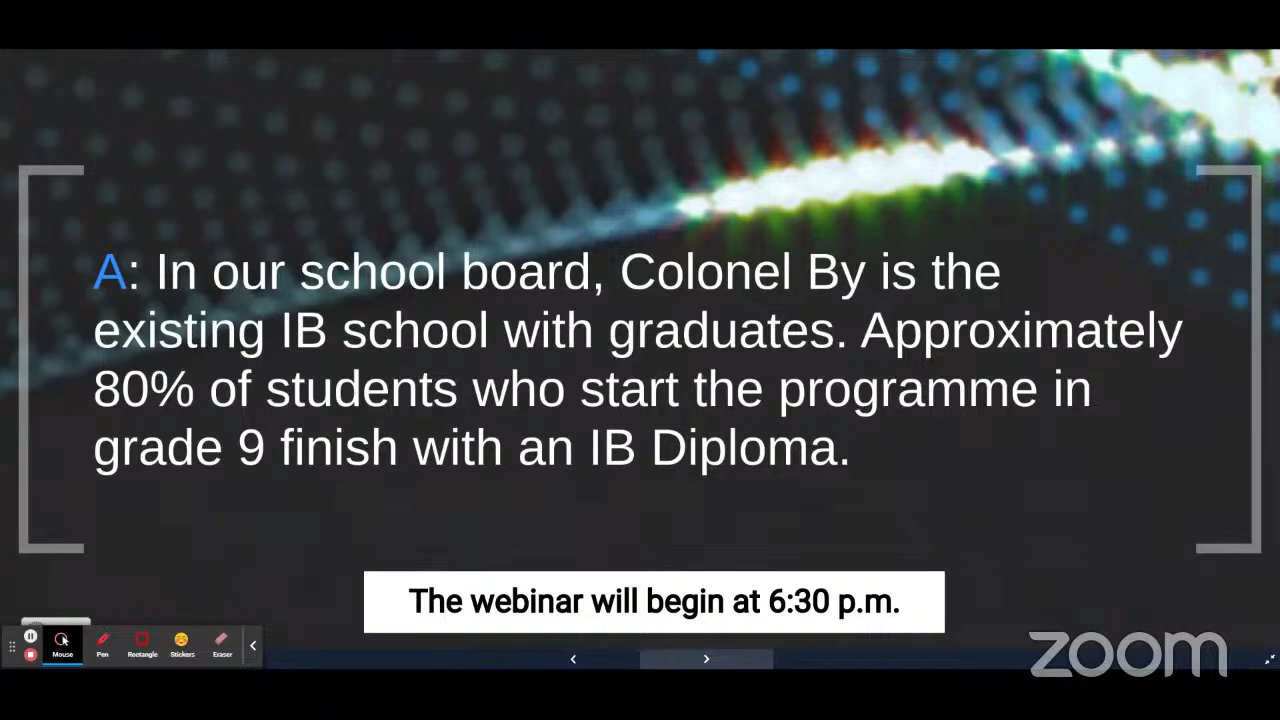 A: In our school board, Colonel By is the
existing IB school with graduates. Approximately
80% of students who start the programme in
grade 9 finish with an IB Diploma.
The webinar will begin at 6:30 p.m.
Mouse
Pen
Rectangle
Stickers
Eraser
zoom